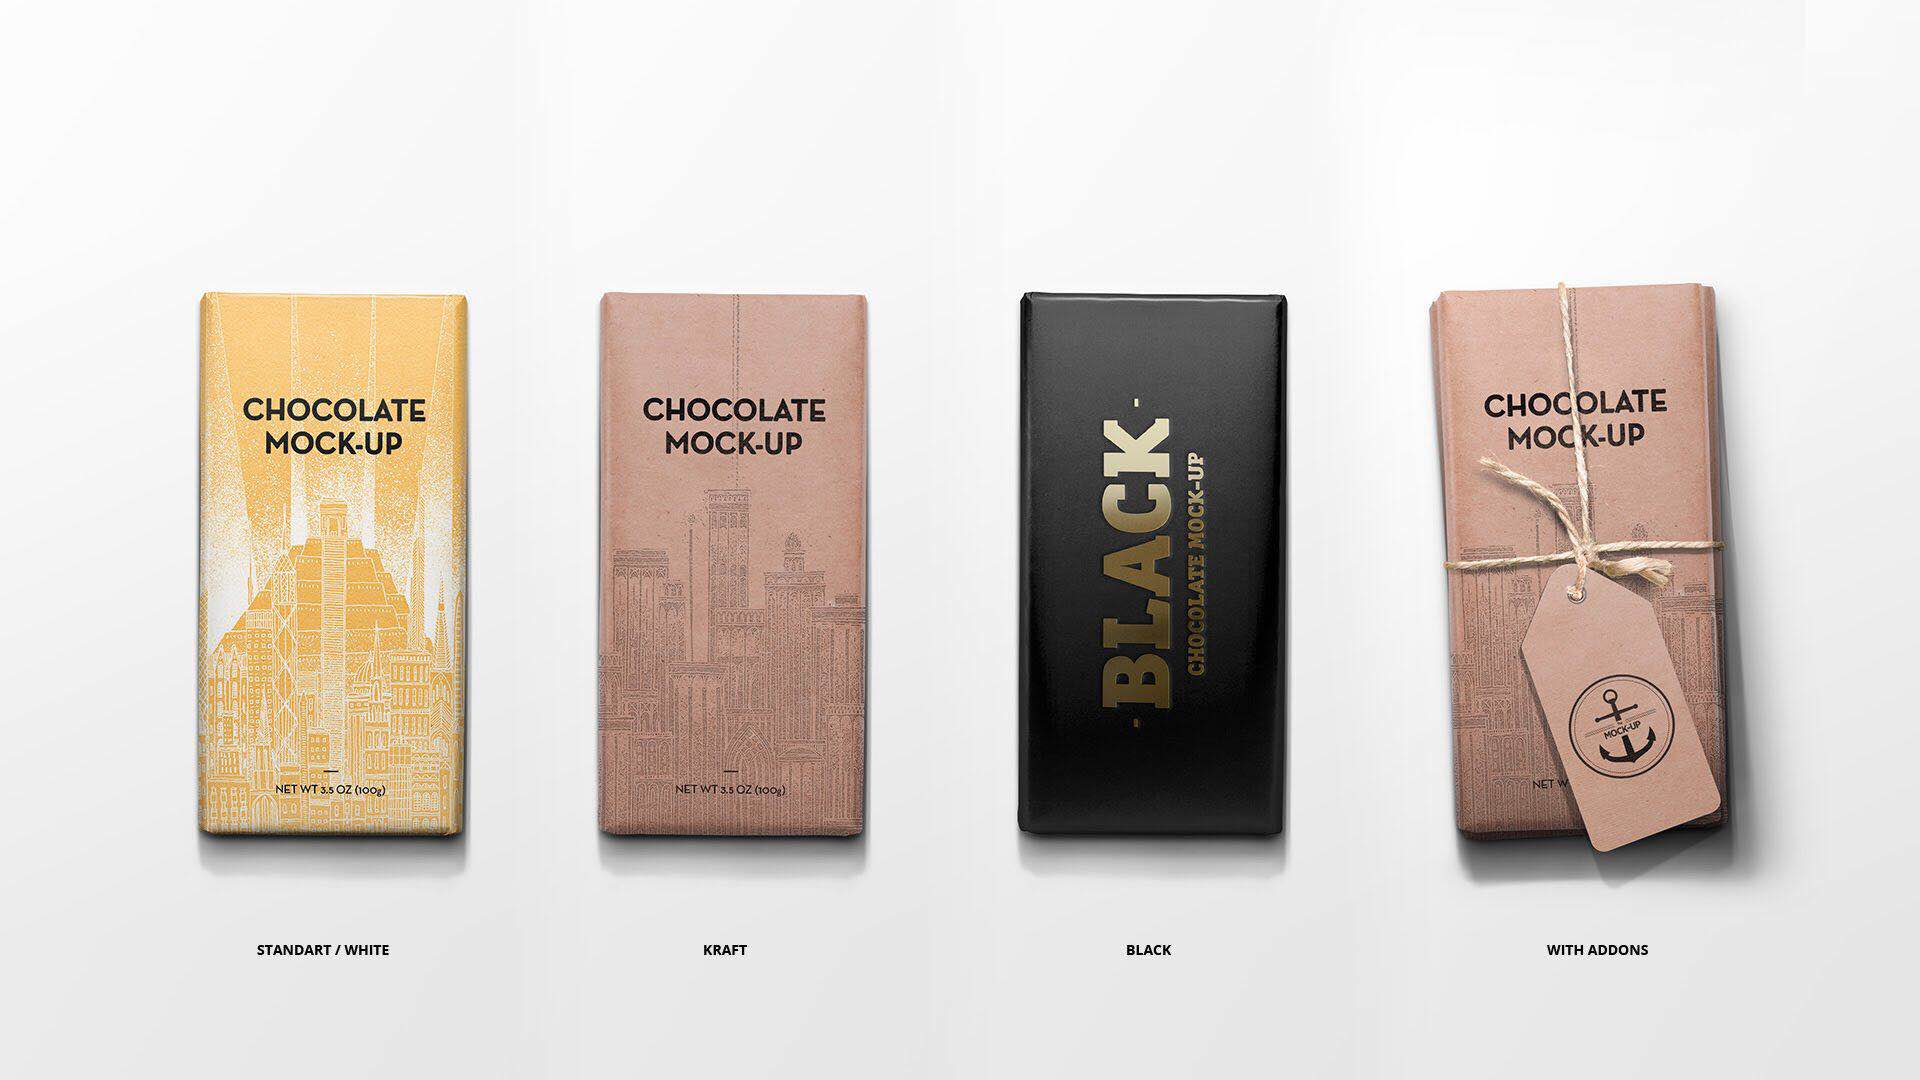 CHOCOLATE
MOCK-UP
NET WT 3.5 OZ (100g)
STANDART / WHITE
CHOCOLATE
MOCK-UP
NET WT 3.5 OZ (100g)
KRAFT
- BLACK -
CHOCOLATE MOCK-UP
BLACK
CHOCOLATE
MOCK-UP
MOCK-UP
NET W
WITH ADDONS